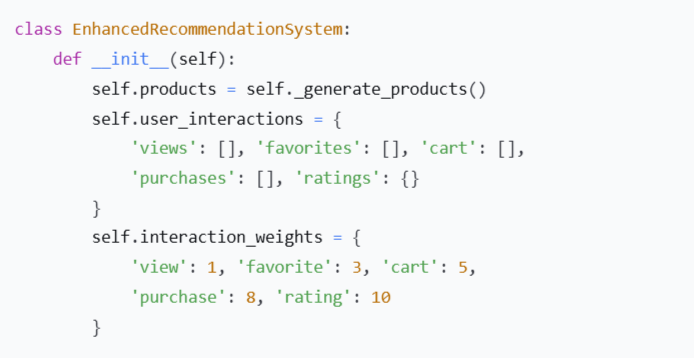 class EnhancedRecommendationSystem:
    def __init__(self):
        self.products = self._generate_products()
        self.user_interactions = {
            'views': [], 'favorites': [], 'cart': [],
            'purchases': [], 'ratings': {}
        }
        self.interaction_weights = {
            'view': 1, 'favorite': 3, 'cart': 5,
            'purchase': 8, 'rating': 10
        }